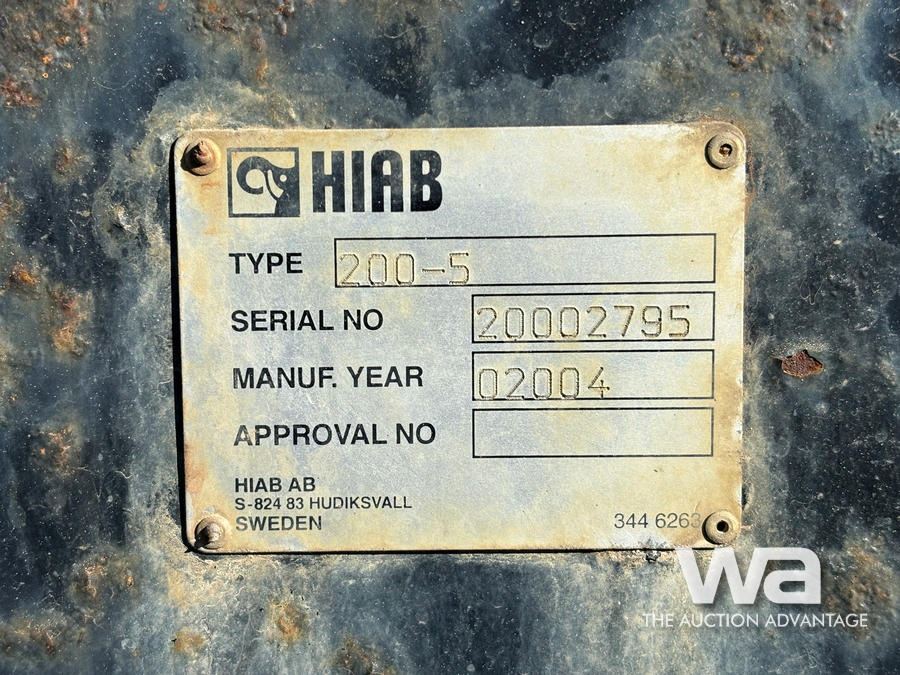 HIAB
TYPE 200-5
SERIAL NO 20002795
MANUF. YEAR 02004
APPROVAL NO
HIAB AB
S-824 83 HUDIKSVALL
SWEDEN 344 6263
wa
THE AUCTION ADVANTAGE